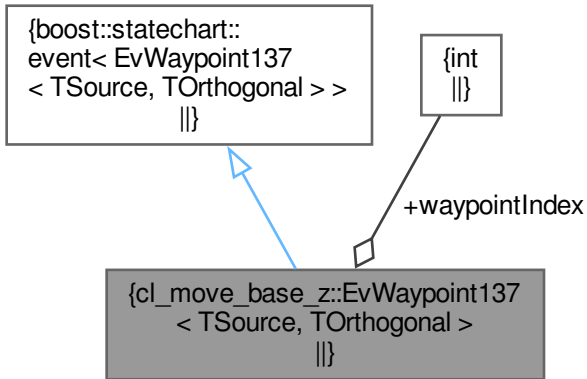 {boost::statechart::
event< EvWaypoint137
< TSource, TOrthogonal > >
||}
{int
||}
+waypointIndex
{cl_move_base_z::EvWaypoint137
< TSource, TOrthogonal >
||}